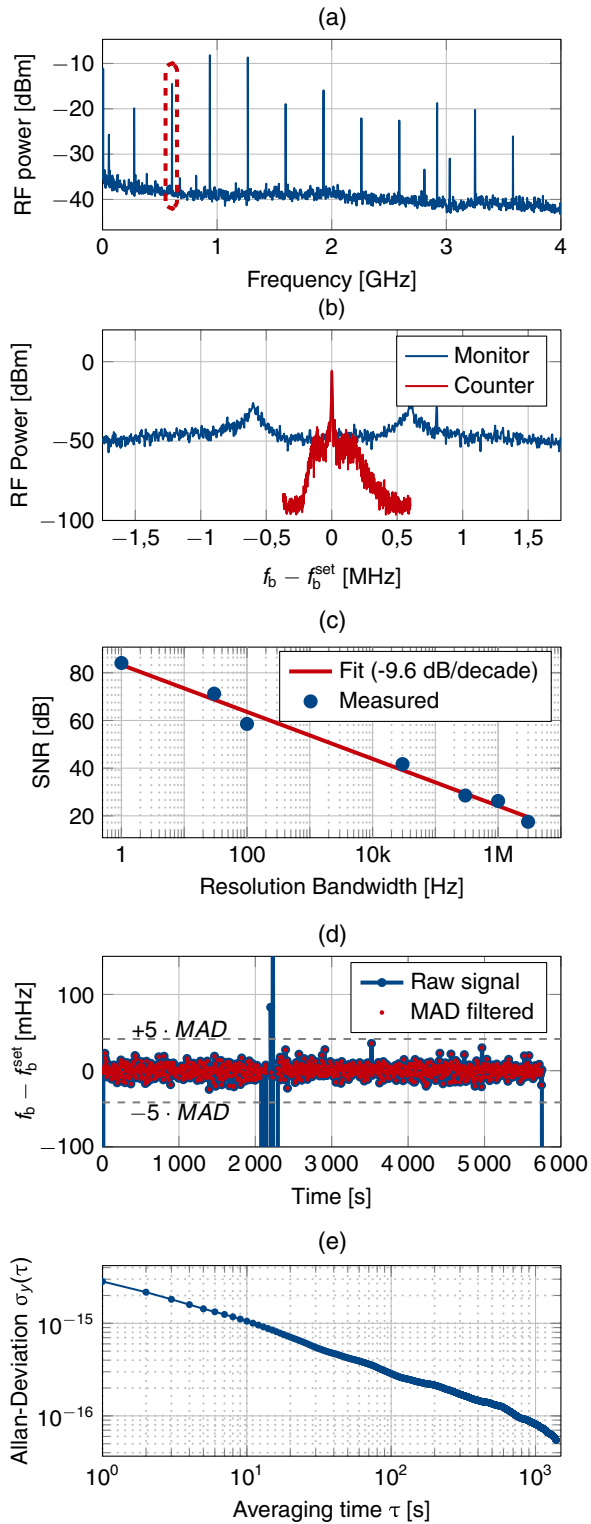 (a)
RF power [dBm]
−10
−20
−30
−40
0 1 2 3 4
Frequency [GHz]
(b)
RF Power [dBm]
0
−50
−100
Monitor
Counter
−1,5 −1 −0,5 0 0,5 1 1,5
f_b − f_b^set [MHz]
(c)
SNR [dB]
80
60
40
20
Fit (-9.6 dB/decade)
Measured
1 100 10k 1M
Resolution Bandwidth [Hz]
(d)
f_b − f_b^set [mHz]
100
0
−100
Raw signal
MAD filtered
+5 · MAD
−5 · MAD
0 1 000 2 000 3 000 4 000 5 000 6 000
Time [s]
(e)
Allan-Deviation σ_y(τ)
10^−15
10^−16
10^0 10^1 10^2 10^3
Averaging time τ [s]